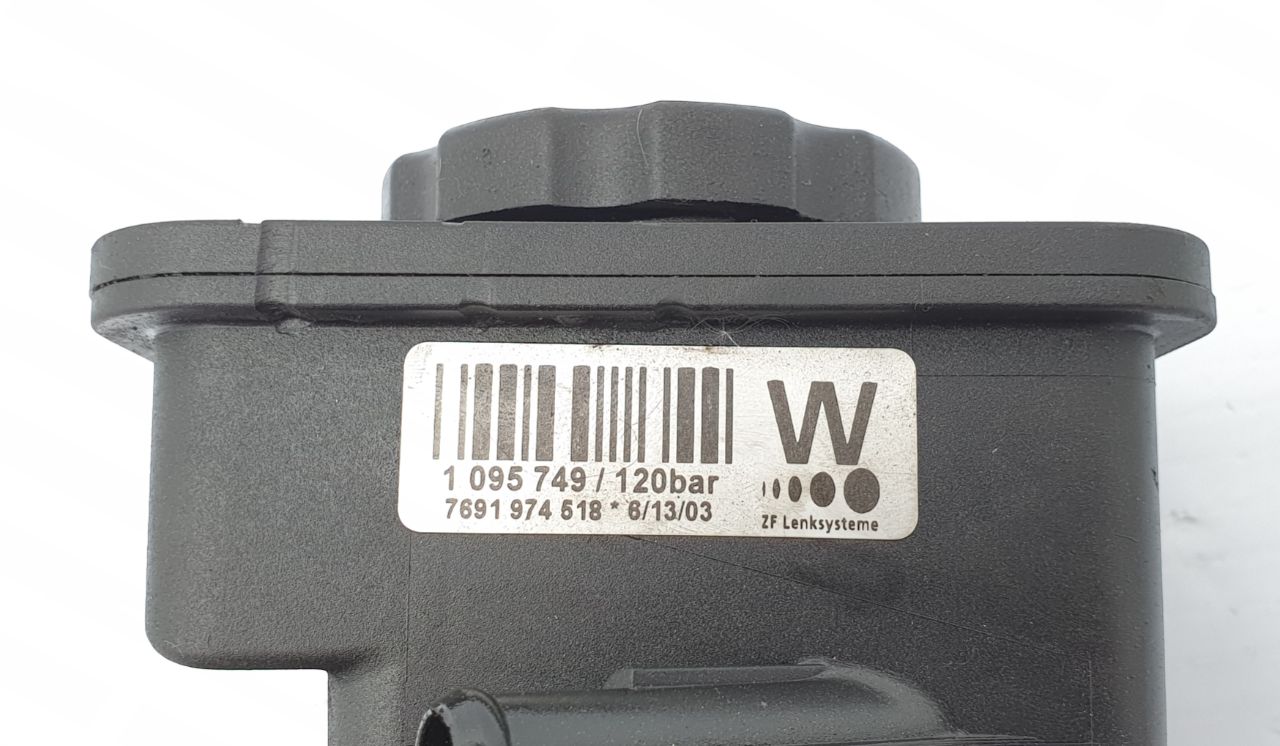 W
1 095 749 / 120bar
7691 974 518 * 6/13/03
ZF Lenksysteme